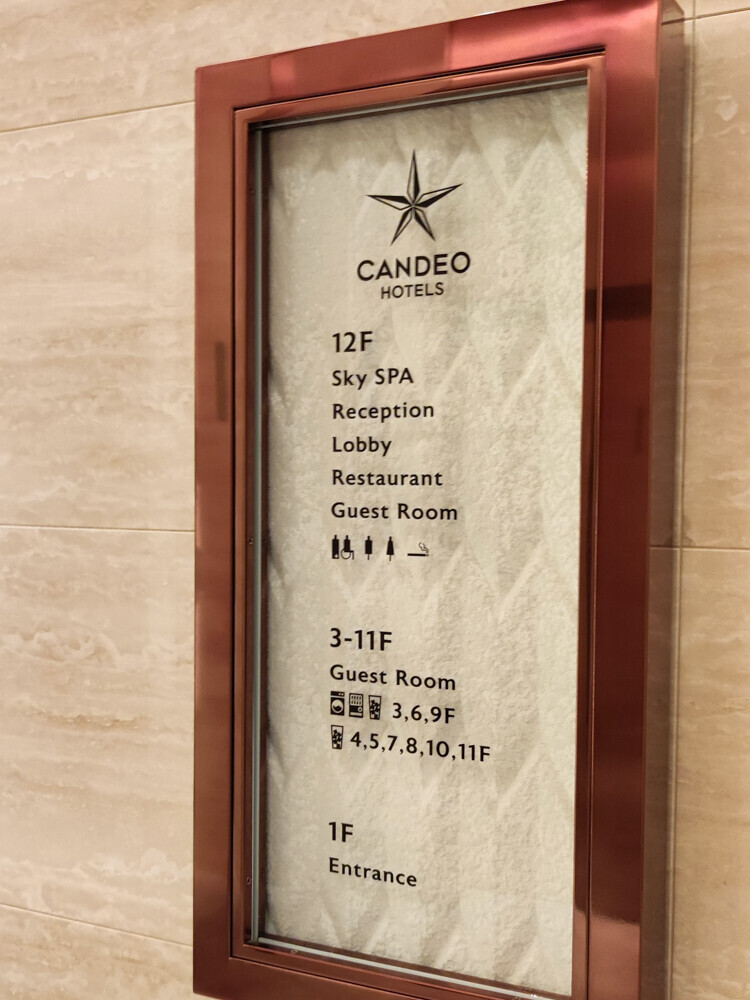 CANDEO
HOTELS
12F
Sky SPA
Reception
Lobby
Restaurant
Guest Room
3-11F
Guest Room
3,6,9F
4,5,7,8,10,11F
1F
Entrance